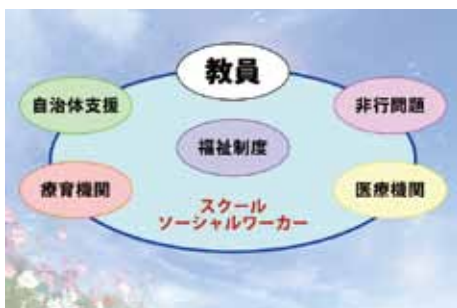 教員
自治体支援
非行問題
福祉制度
療育機関
医療機関
スクール
ソーシャルワーカー